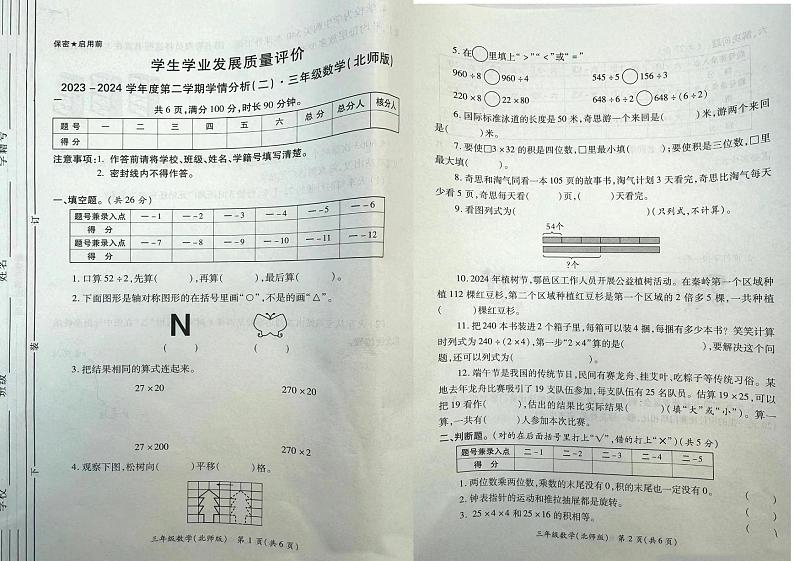 保密★启用前
学生学业发展质量评价
2023-2024学年度第二学期学情分析(二)·三年级数学(北师版)
共6页,满分100分,时长90分钟。
题号 一 二 三 四 五 六 总分 总分人 核分人
得分
注意事项:1. 作答前请将学校、班级、姓名、学籍号填写清楚。
2. 密封线内不得作答。
一、填空题。(共26分)
题号兼录入点 一-1 一-2 一-3 一-4 一-5 一-6
得分
题号兼录入点 一-7 一-8 一-9 一-10 一-11 一-12
得分
1. 口算52÷2,先算( ),再算( ),最后算( )。
2. 下面图形是轴对称图形的在括号里画“○”,不是的画“△”。
N
( ) ( )
3. 把结果相同的算式连起来。
27×20 270×20
27×200 270×2
4. 观察下图,松树向( )平移( )格。
三年级数学(北师版) 第1页(共6页)
学籍号
姓名
班级
学校
订
装
下
5. 在○里填上“>”“<”或“=”
960÷8○960÷4 545÷5○156÷3
220×8○22×80 648÷6÷2○648÷(6÷2)
6. 国际标准泳道的长度是50米,奇思游一个来回是( )米,游两个来回
是( )米。
7. 要使□3×32的积是四位数,□里最小填( );要使积是三位数,□里
最大填( )。
8. 奇思和淘气同看一本105页的故事书,淘气计划3天看完,奇思比淘气每天
少看5页,奇思每天看( )页,( )天看完。
9. 看图列式为( )(只列式,不计算)。
54个
?个
10. 2024年植树节,鄠邑区工作人员开展公益植树活动。在秦岭第一个区域种
植112棵红豆杉,第二个区域种植红豆杉是第一个区域的2倍多5棵,一共种植
( )棵红豆杉。
11. 把240本书装进2个箱子里,每箱可以装4捆,每捆有多少本书? 笑笑计算
时列式为240÷(2×4),第一步“2×4”算的是( ),要解决这个问
题,还可以列式为( )。
12. 端午节是我国的传统节日,民间有赛龙舟、挂艾叶、吃粽子等传统习俗。某
地去年龙舟比赛吸引了19支队伍参加,每支队伍有25名队员。估算19×25,可以
把19看作( ),估出的结果比实际结果( )(填“大”或“小”)。算一
算,一共有( )人参加本次比赛。
二、判断题。(对的在后面括号里打上“√”,错的打上“×”)(共5分)
题号兼录入点 二-1 二-2 二-3 二-4 二-5
得分
1. 两位数乘两位数,乘数的末尾没有0,积的末尾也一定没有0。 ( )
2. 钟表指针的运动和推拉抽屉都是旋转。 ( )
3. 25×4×4和25×16的积相等。 ( )
三年级数学(北师版) 第2页(共6页)